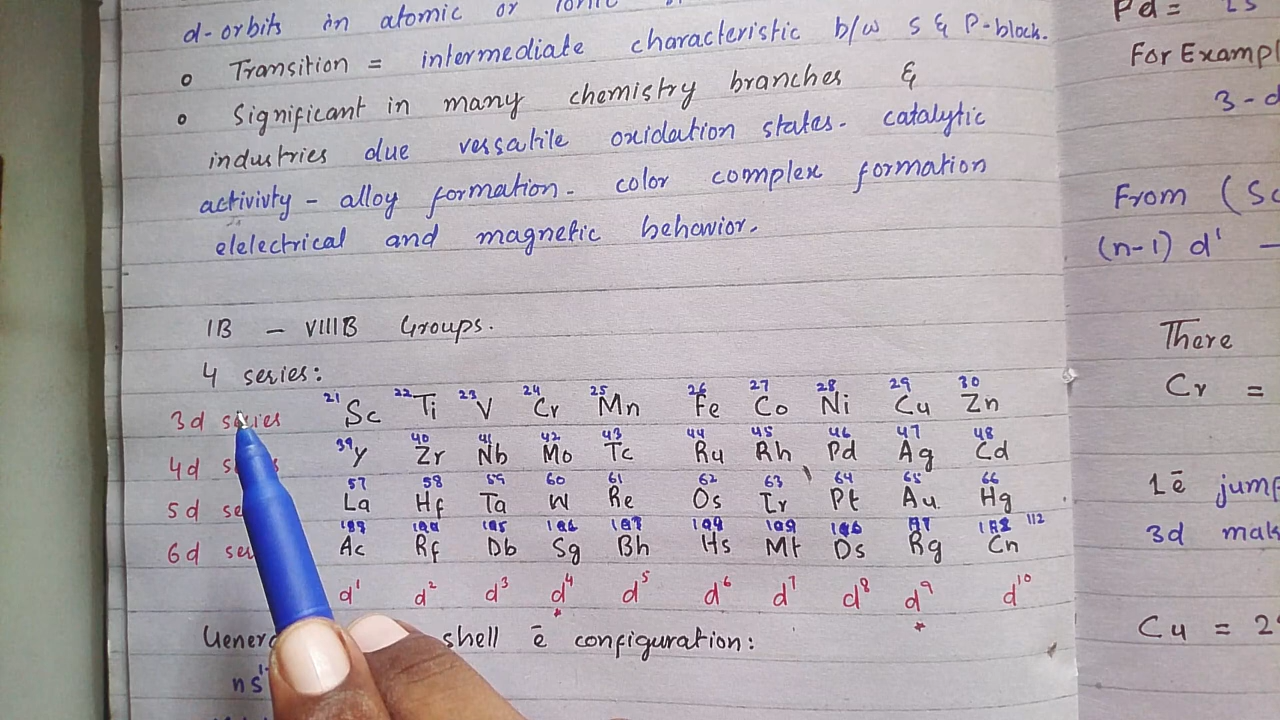 d-orbits in atomic or ionic
○ Transition = intermediate characteristic b/w s & P-block.
○ Significant in many chemistry branches &
industries due versatile oxidation states- catalytic
activivty - alloy formation- color complex formation
elelectrical and magnetic behavior.
IB - VIIIB Groups.
4 series:
21 22 23 24 25 26 27 28 29 30
3d series Sc Ti V Cr Mn Fe Co Ni Cu Zn
39 40 41 42 43 44 45 46 47 48
4d Y Zr Nb Mo Tc Ru Rh Pd Ag Cd
57 58 59 60 61 62 63 64 65 66
5d La Hf Ta W Re Os Ir Pt Au Hg
112
6d Ac Rf Db Sg Bh Hs Mt Ds Rg Cn
d¹ d² d³ d⁴ d⁵ d⁶ d⁷ d⁸ d⁹ d¹⁰
* *
shell ē configuration:
ns
Pd =
For Exampl
3-d
From (Sc
(n-1) d¹ -
There
Cr =
1ē jump
3d mak
Cu =